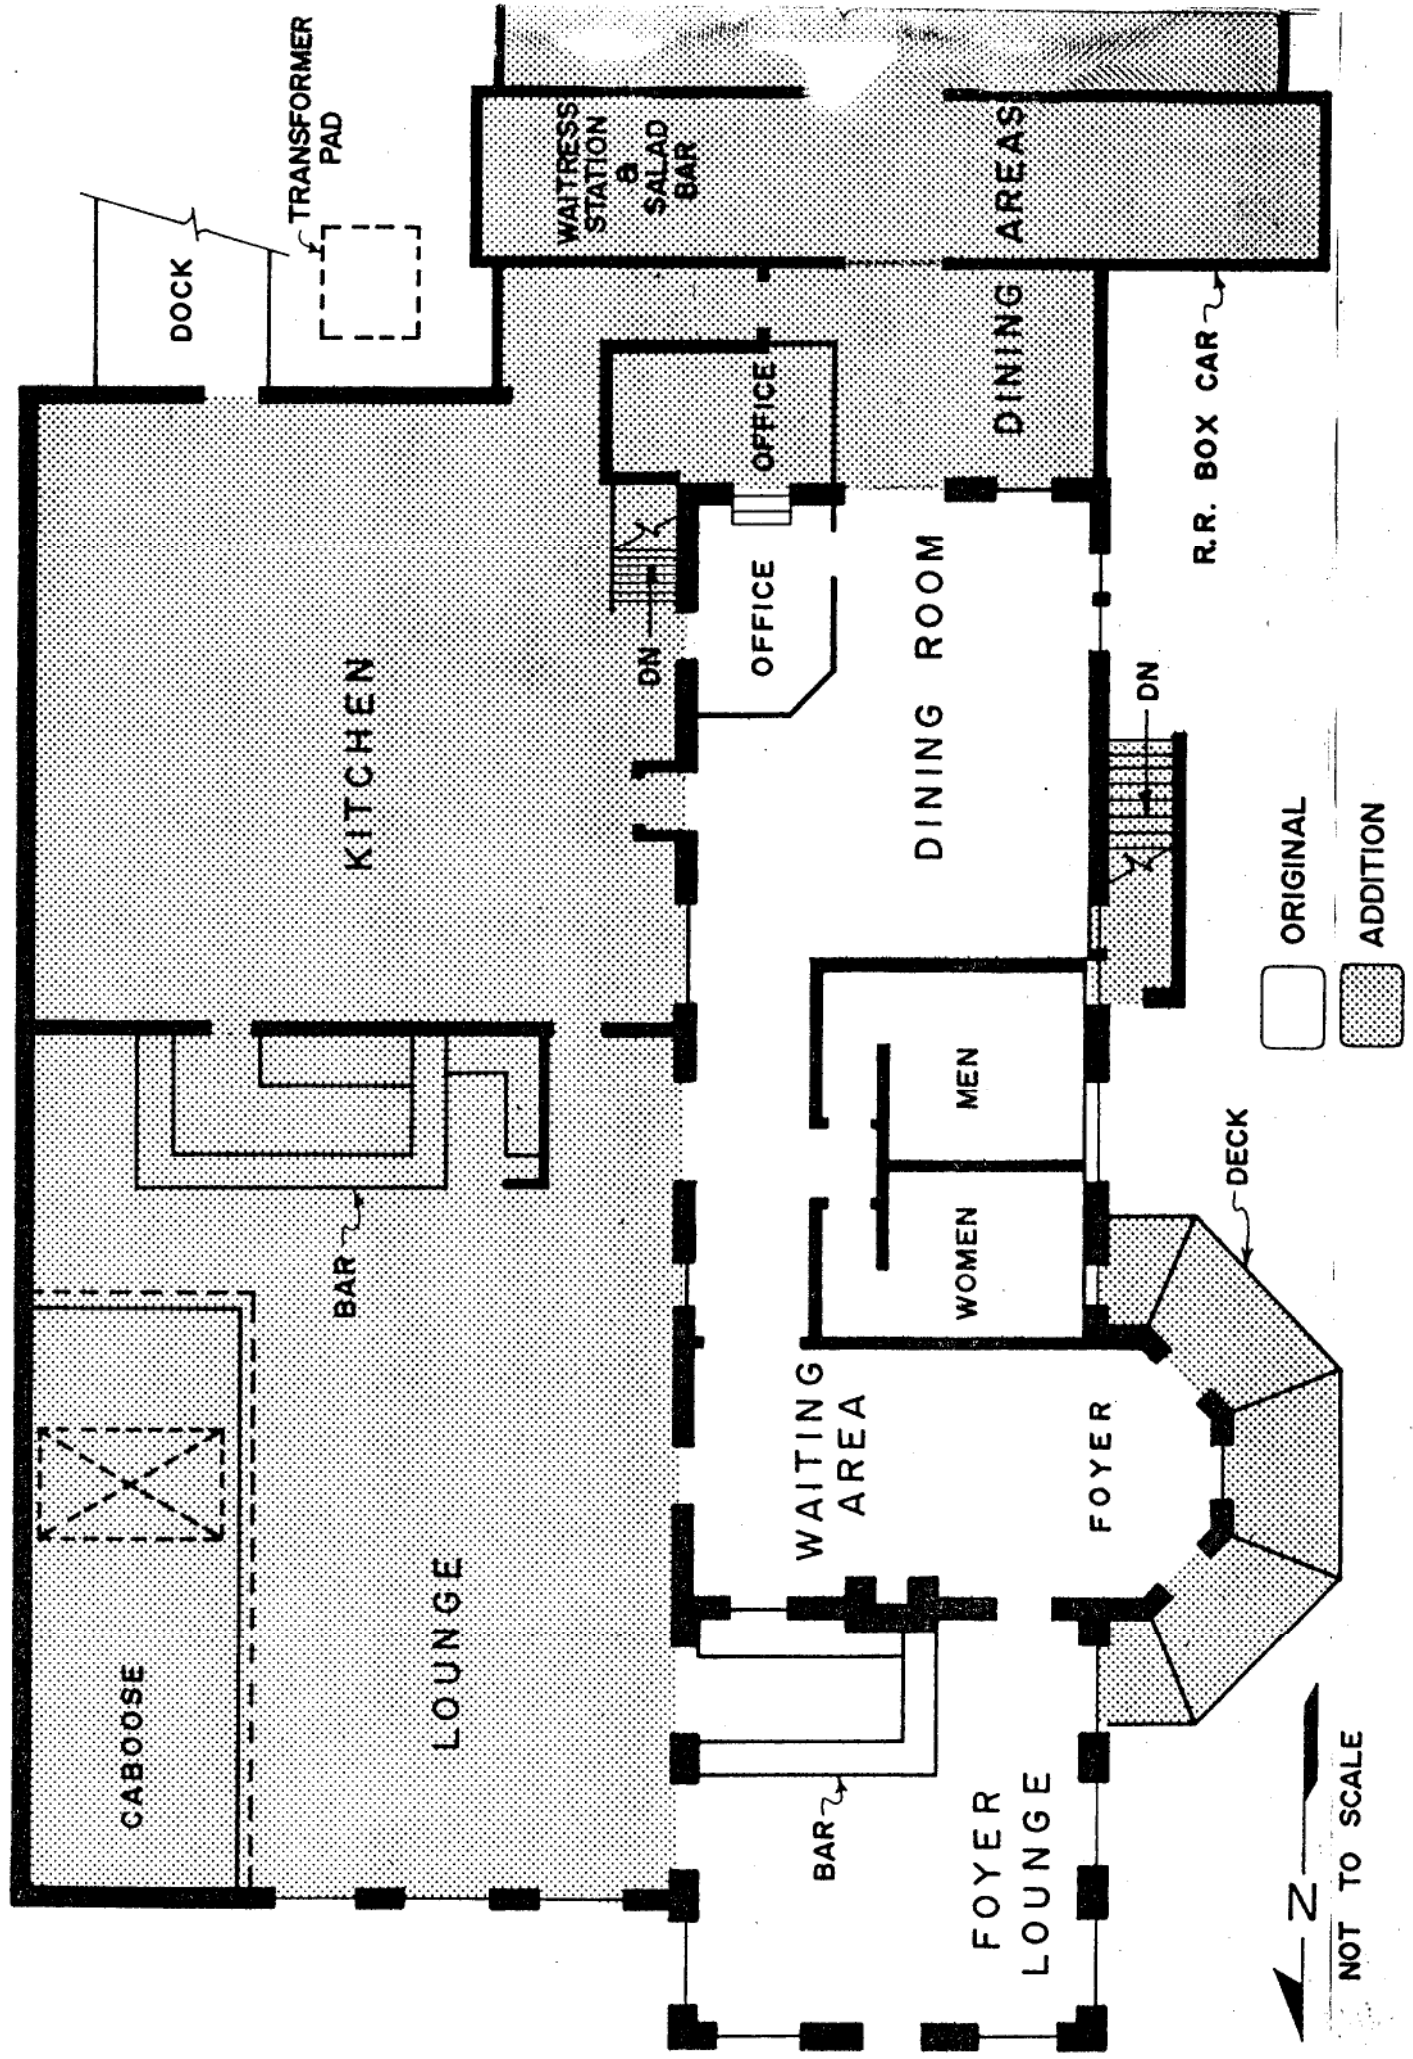 CABOOSE
DOCK
TRANSFORMER
PAD
BAR
KITCHEN
LOUNGE
WAITRESS
STATION
&
SALAD
BAR
DN
OFFICE
OFFICE
WAITING
AREA
BAR
DINING ROOM
DINING AREAS
WOMEN
MEN
FOYER
LOUNGE
FOYER
DN
R.R. BOX CAR
DECK
N
NOT TO SCALE
ORIGINAL
ADDITION